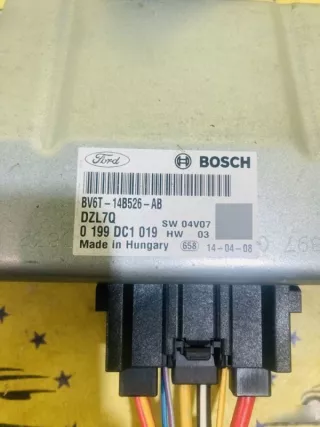 Ford
BOSCH
BV6T-14B526-AB
DZL7Q
SW 04V07
0 199 DC1 019 HW 03
Made in Hungary 658 14-04-08